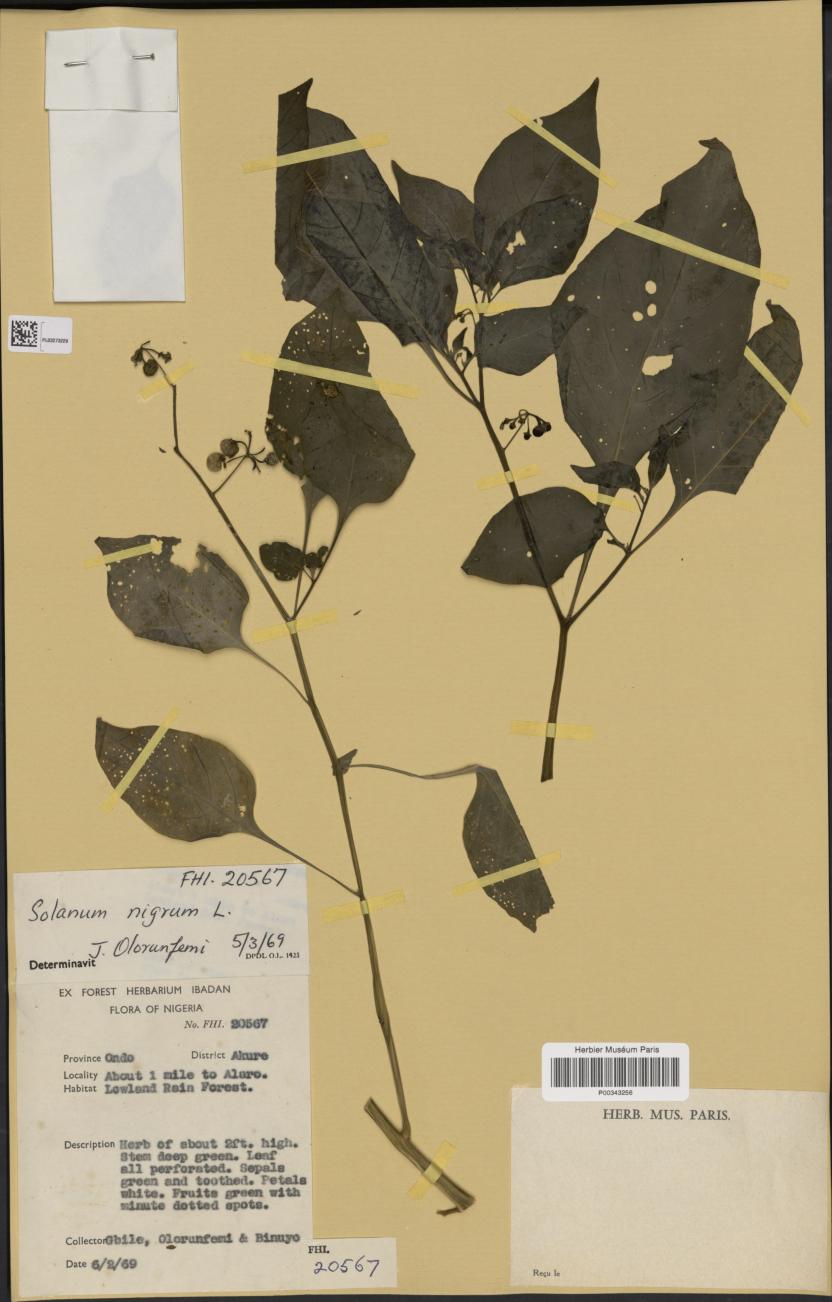 PL03273229
FHI. 20567
Solanum nigrum L.
J. Olorunfemi 5/3/69
Determinavit
DPDL O.L. 1423
EX FOREST HERBARIUM IBADAN
FLORA OF NIGERIA
No. FHI. 20567
Province Ondo District Akure
Locality About 1 mile to Alaro.
Habitat Lowland Rain Forest.
Description Herb of about 2ft. high.
Stem deep green. Leaf
all perforated. Sepals
green and toothed. Petals
white. Fruits green with
minute dotted spots.
Collector Gbile, Olorunfemi & Binuyo
Date 6/2/69
FHI.
20567
Herbier Muséum Paris
P00343256
HERB. MUS. PARIS.
Reçu le